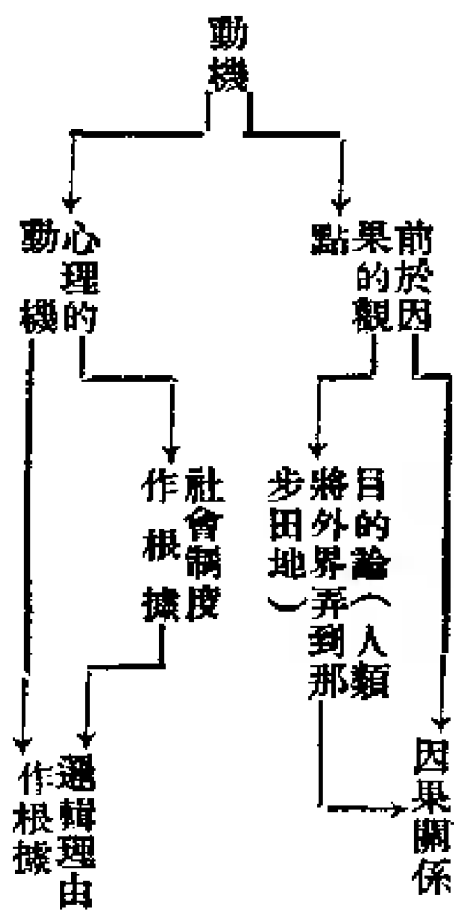 動機
前於因
果的觀
點
心理的
動機
目的論（人類
將外界弄到那
步田地）
社會制度
作根據
因果關係
邏輯理由
作根據